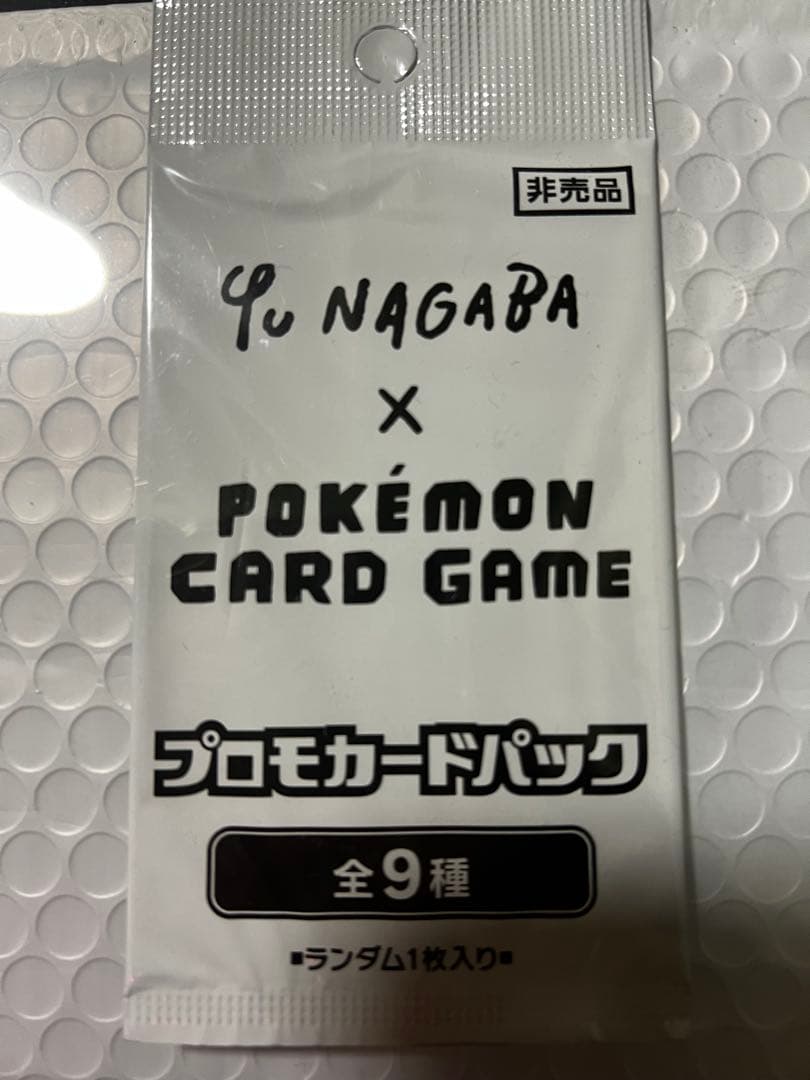 非売品
Yu NAGABA
×
POKÉMON
CARD GAME
プロモカードパック
全9種
■ランダム1枚入り■